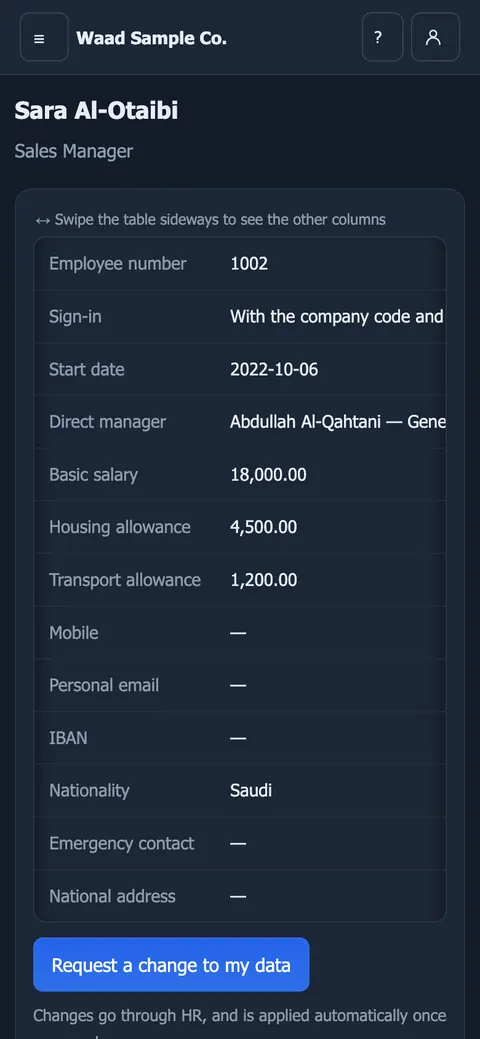 ≡ Waad Sample Co. ?
Sara Al-Otaibi
Sales Manager
↔ Swipe the table sideways to see the other columns
Employee number 1002
Sign-in With the company code and
Start date 2022-10-06
Direct manager Abdullah Al-Qahtani — Gene
Basic salary 18,000.00
Housing allowance 4,500.00
Transport allowance 1,200.00
Mobile —
Personal email —
IBAN —
Nationality Saudi
Emergency contact —
National address —
Request a change to my data
Changes go through HR, and is applied automatically once